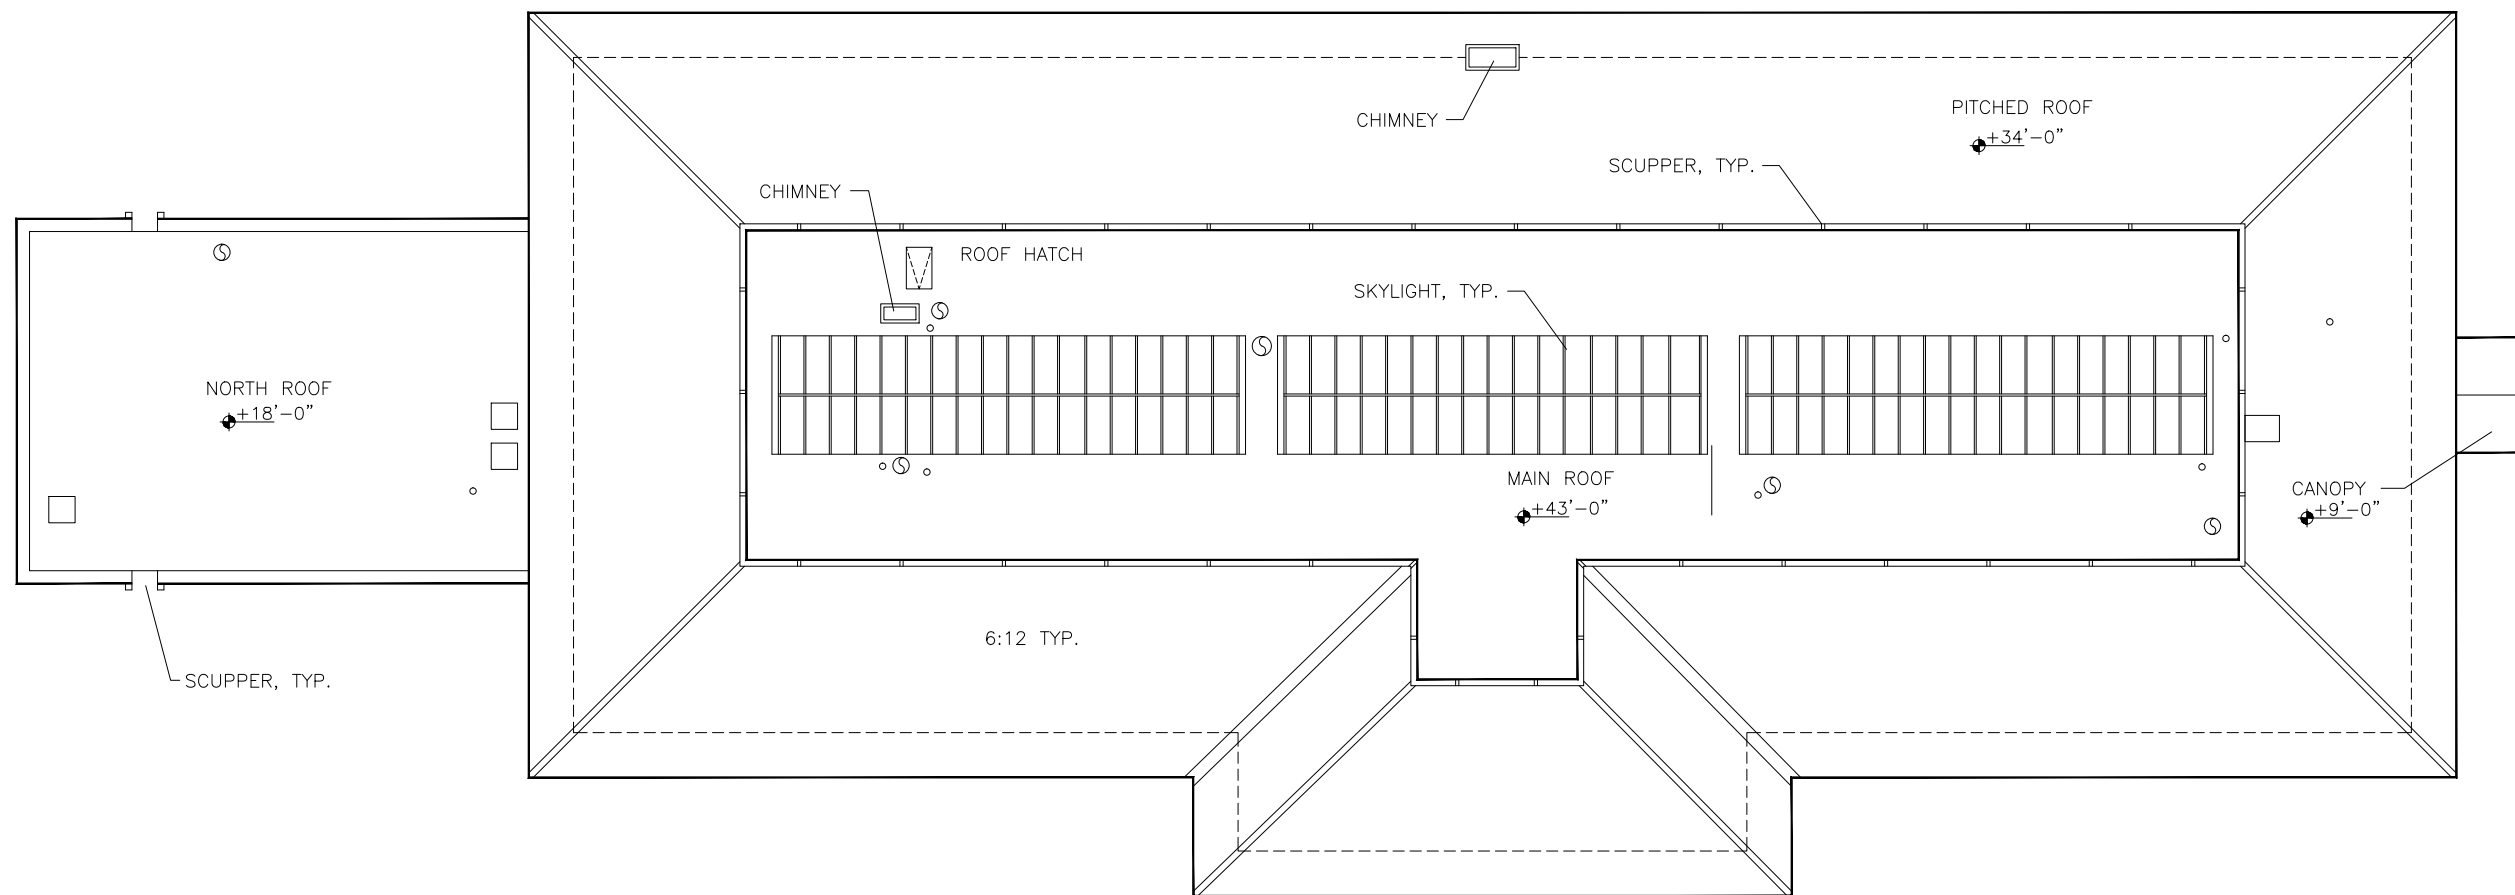 CHIMNEY
PITCHED ROOF
+34'-0"
SCUPPER, TYP.
CHIMNEY
ROOF HATCH
SKYLIGHT, TYP.
NORTH ROOF
+18'-0"
MAIN ROOF
+43'-0"
CANOPY
+9'-0"
6:12 TYP.
SCUPPER, TYP.